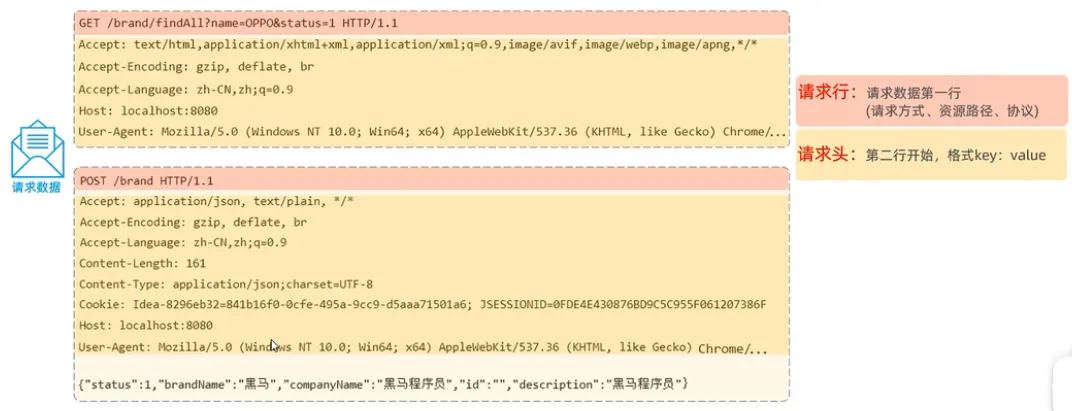 GET /brand/findAll?name=OPPO&status=1 HTTP/1.1
Accept: text/html,application/xhtml+xml,application/xml;q=0.9,image/avif,image/webp,image/apng,*/*
Accept-Encoding: gzip, deflate, br
Accept-Language: zh-CN,zh;q=0.9
Host: localhost:8080
User-Agent: Mozilla/5.0 (Windows NT 10.0; Win64; x64) AppleWebKit/537.36 (KHTML, like Gecko) Chrome/...
请求行：请求数据第一行
(请求方式、资源路径、协议)
请求头：第二行开始，格式key：value
请求数据
POST /brand HTTP/1.1
Accept: application/json, text/plain, */*
Accept-Encoding: gzip, deflate, br
Accept-Language: zh-CN,zh;q=0.9
Content-Length: 161
Content-Type: application/json;charset=UTF-8
Cookie: Idea-8296eb32=841b16f0-0cfe-495a-9cc9-d5aaa71501a6; JSESSIONID=0FDE4E430876BD9C5C955F061207386F
Host: localhost:8080
User-Agent: Mozilla/5.0 (Windows NT 10.0; Win64; x64) AppleWebKit/537.36 (KHTML, like Gecko) Chrome/...
{"status":1,"brandName":"黑马","companyName":"黑马程序员","id":"","description":"黑马程序员"}